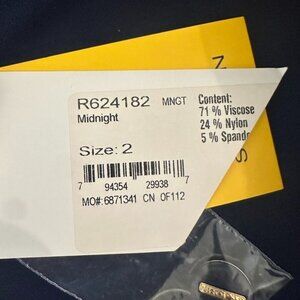 R624182 MNGT
Midnight
Size: 2
7 94354 29938 7
MO#: 6871341 CN OF112
Content:
71 % Viscose
24 % Nylon
5 % Spande
N
S